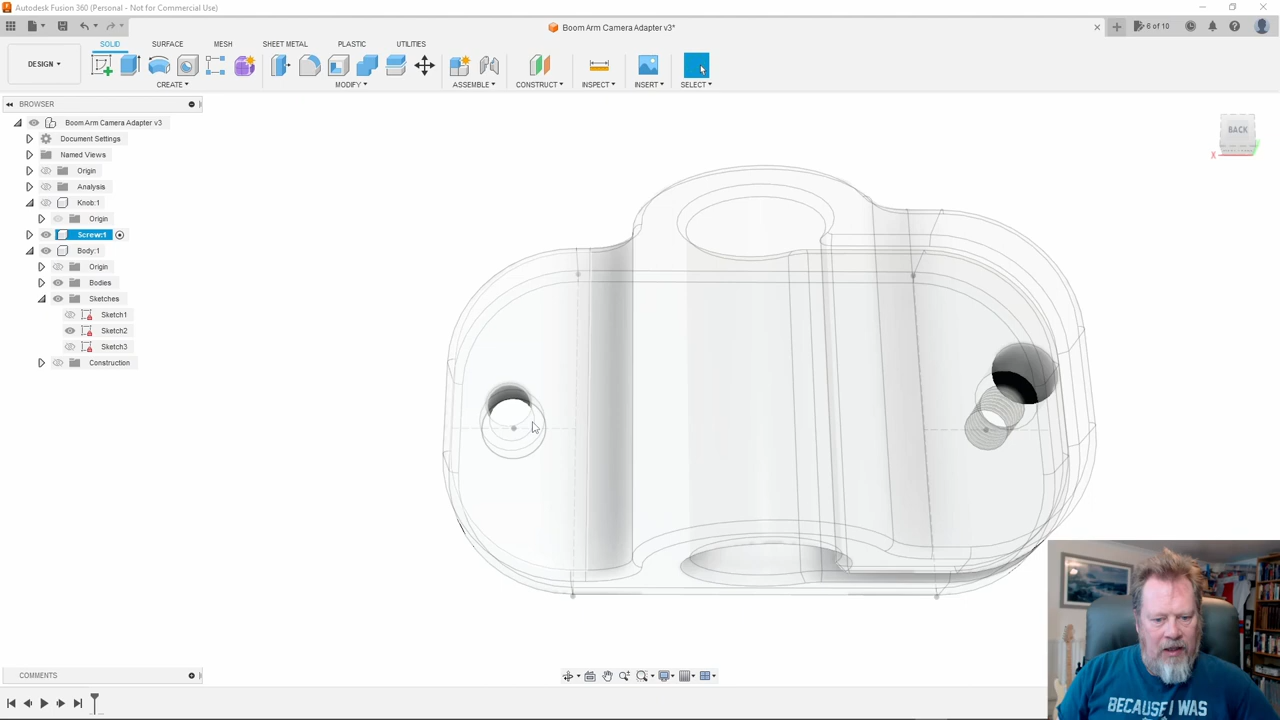 Autodesk Fusion 360 (Personal - Not for Commercial Use)
Boom Arm Camera Adapter v3*
6 of 10
SOLID
SURFACE
MESH
SHEET METAL
PLASTIC
UTILITIES
DESIGN
CREATE
MODIFY
ASSEMBLE
CONSTRUCT
INSPECT
INSERT
SELECT
BROWSER
Boom Arm Camera Adapter v3
Document Settings
Named Views
Origin
Analysis
Knob:1
Origin
Screw:1
Body:1
Origin
Bodies
Sketches
Sketch1
Sketch2
Sketch3
Construction
BACK
X
COMMENTS
BECAUSE I WAS